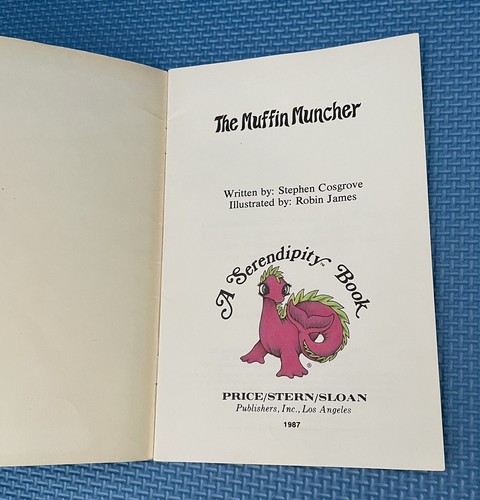 The Muffin Muncher
Written by: Stephen Cosgrove
Illustrated by: Robin James
A Serendipity™ Book
®
PRICE/STERN/SLOAN
Publishers, Inc., Los Angeles
1987